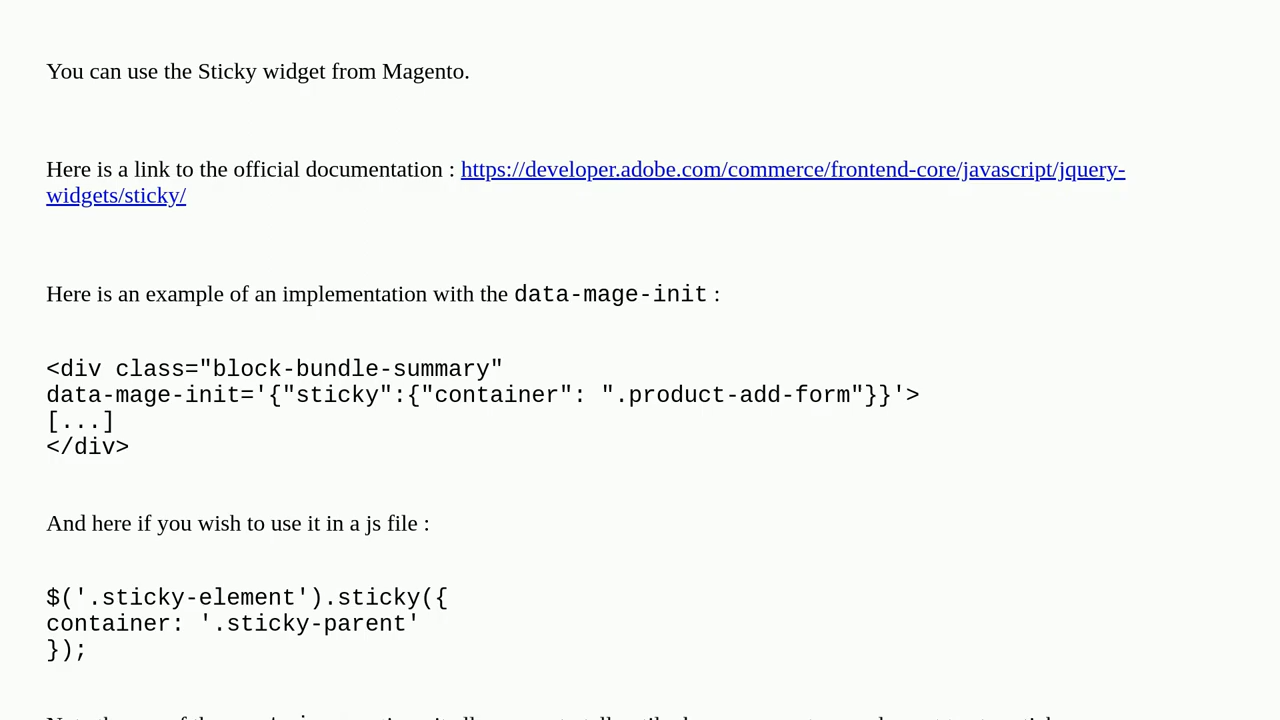 You can use the Sticky widget from Magento.
Here is a link to the official documentation : https://developer.adobe.com/commerce/frontend-core/javascript/jquery-
widgets/sticky/
Here is an example of an implementation with the data-mage-init :
<div class="block-bundle-summary"
data-mage-init='{"sticky":{"container": ".product-add-form"}}'>
[...]
</div>
And here if you wish to use it in a js file :
$('.sticky-element').sticky({
container: '.sticky-parent'
});